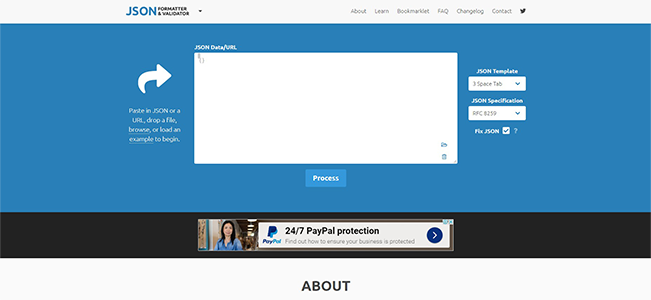 JSON FORMATTER & VALIDATOR
About Learn Bookmarklet FAQ Changelog Contact
JSON Data/URL
{}
Paste in JSON or a
URL, drop a file,
browse, or load an
example to begin.
JSON Template
3 Space Tab
JSON Specification
RFC 8259
Fix JSON ?
Process
PayPal
24/7 PayPal protection
Find out how to ensure your business is protected
ABOUT